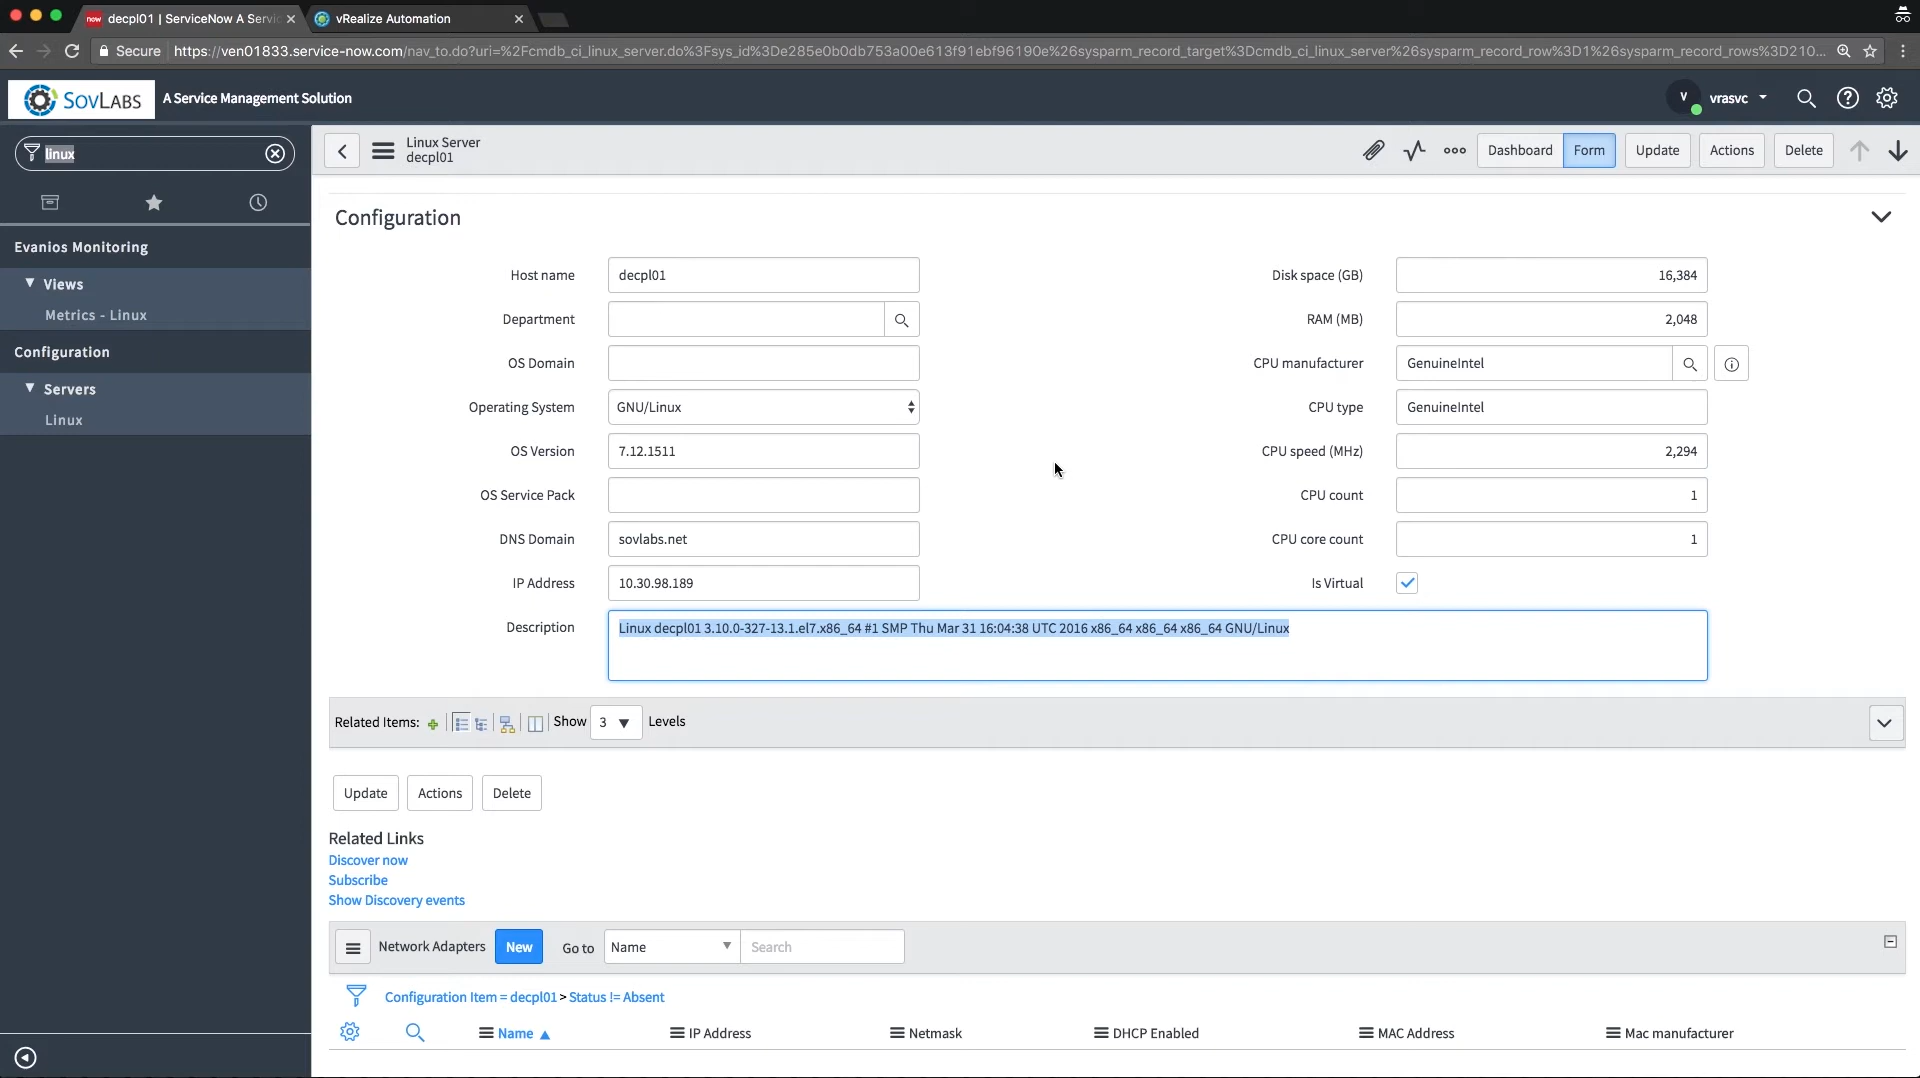 decpl01 | ServiceNow A Servic
vRealize Automation
Secure https://ven01833.service-now.com/nav_to.do?uri=%2Fcmdb_ci_linux_server.do%3Fsys_id%3De285e0b0db753a00e613f91ebf96190e%26sysparm_record_target%3Dcmdb_ci_linux_server%26sysparm_record_row%3D1%26sysparm_record_rows%3D210...
SOVLABS A Service Management Solution
V vrasvc
linux
Linux Server
decpl01
Dashboard Form Update Actions Delete
Evanios Monitoring
Views
Metrics - Linux
Configuration
Servers
Linux
Configuration
Host name decpl01
Department
OS Domain
Operating System GNU/Linux
OS Version 7.12.1511
OS Service Pack
DNS Domain sovlabs.net
IP Address 10.30.98.189
Disk space (GB) 16,384
RAM (MB) 2,048
CPU manufacturer GenuineIntel
CPU type GenuineIntel
CPU speed (MHz) 2,294
CPU count 1
CPU core count 1
Is Virtual
Description Linux decpl01 3.10.0-327-13.1.el7.x86_64 #1 SMP Thu Mar 31 16:04:38 UTC 2016 x86_64 x86_64 x86_64 GNU/Linux
Related Items: Show 3 Levels
Update Actions Delete
Related Links
Discover now
Subscribe
Show Discovery events
Network Adapters New Go to Name Search
Configuration Item = decpl01 > Status != Absent
Name IP Address Netmask DHCP Enabled MAC Address Mac manufacturer